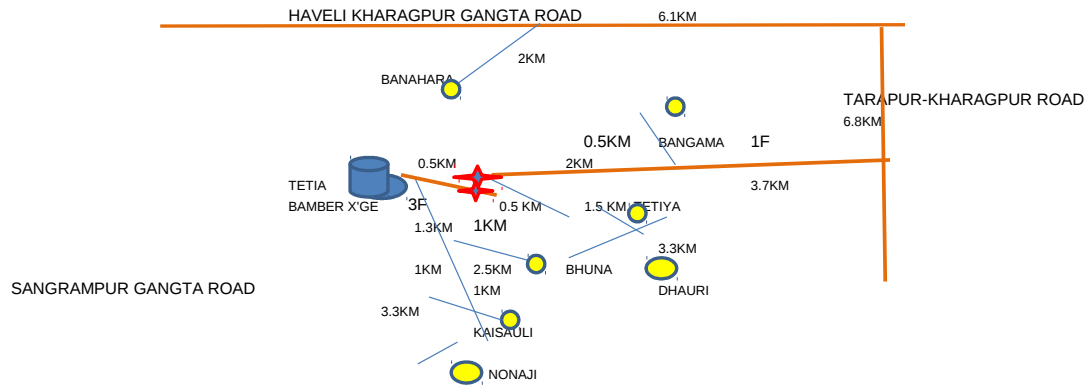 HAVELI KHARAGPUR GANGTA ROAD
6.1KM
2KM
BANAHARA
TARAPUR-KHARAGPUR ROAD
6.8KM
0.5KM
BANGAMA
1F
0.5KM
2KM
TETIA
BAMBER X'GE
3.7KM
3F
0.5 KM
1.5 KM
TETIYA
1.3KM
1KM
3.3KM
1KM
2.5KM
BHUNA
SANGRAMPUR GANGTA ROAD
1KM
DHAURI
3.3KM
KAISAULI
NONAJI